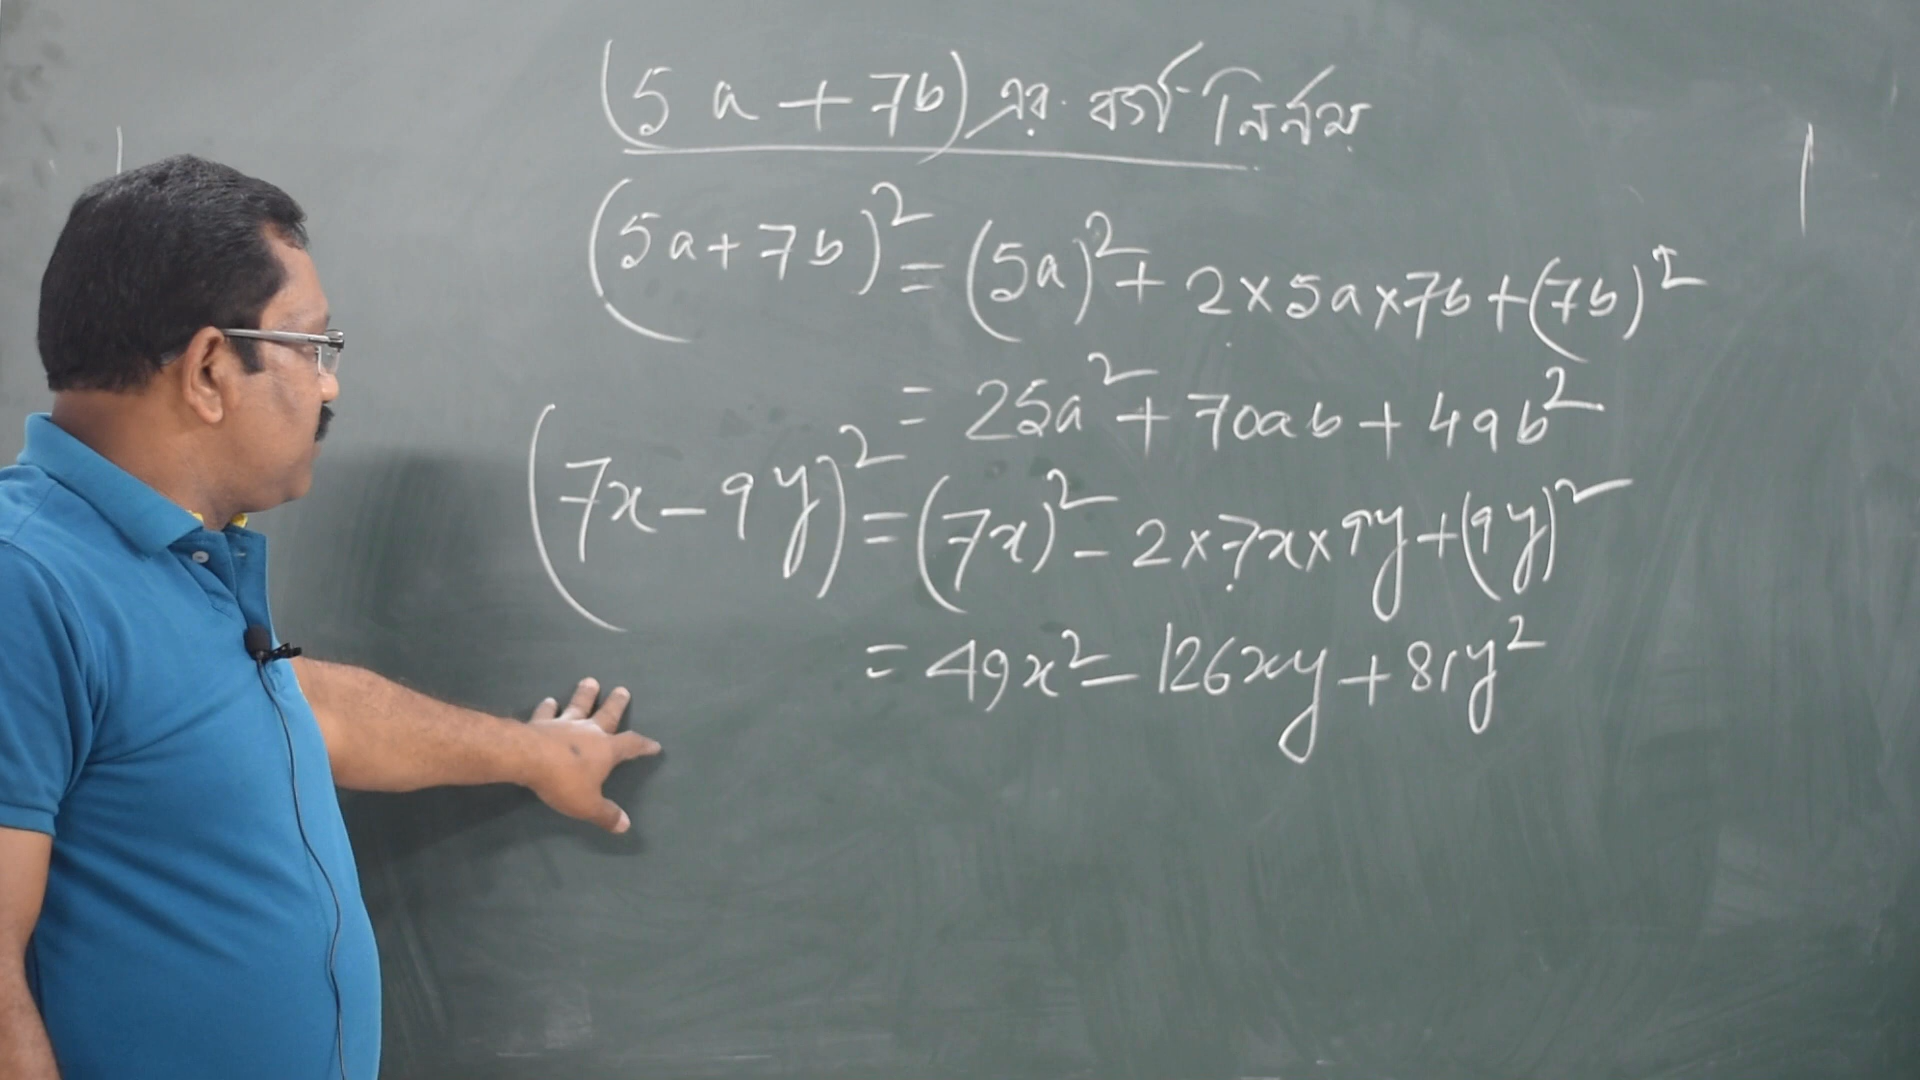 (5a+7b) এর বর্গ নির্নয়
(5a+7b)² = (5a)² + 2×5a×7b + (7b)²
= 25a² + 70ab + 49b²
(7x-9y)² = (7x)² - 2×7x×9y + (9y)²
= 49x² - 126xy + 81y²